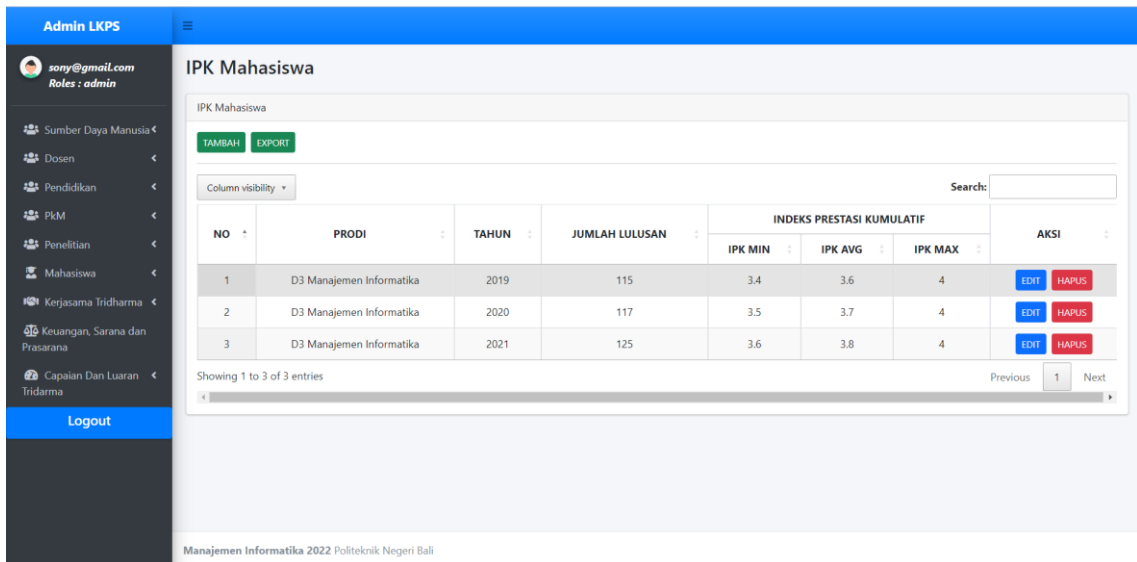 Admin LKPS
sony@gmail.com
Roles : admin
Sumber Daya Manusia
Dosen
Pendidikan
PkM
Penelitian
Mahasiswa
Kerjasama Tridharma
Keuangan, Sarana dan
Prasarana
Capaian Dan Luaran
Tridarma
Logout
IPK Mahasiswa
IPK Mahasiswa
TAMBAH EXPORT
Column visibility Search:
NO PRODI TAHUN JUMLAH LULUSAN INDEKS PRESTASI KUMULATIF AKSI
IPK MIN IPK AVG IPK MAX
1 D3 Manajemen Informatika 2019 115 3.4 3.6 4 EDIT HAPUS
2 D3 Manajemen Informatika 2020 117 3.5 3.7 4 EDIT HAPUS
3 D3 Manajemen Informatika 2021 125 3.6 3.8 4 EDIT HAPUS
Showing 1 to 3 of 3 entries Previous 1 Next
Manajemen Informatika 2022 Politeknik Negeri Bali